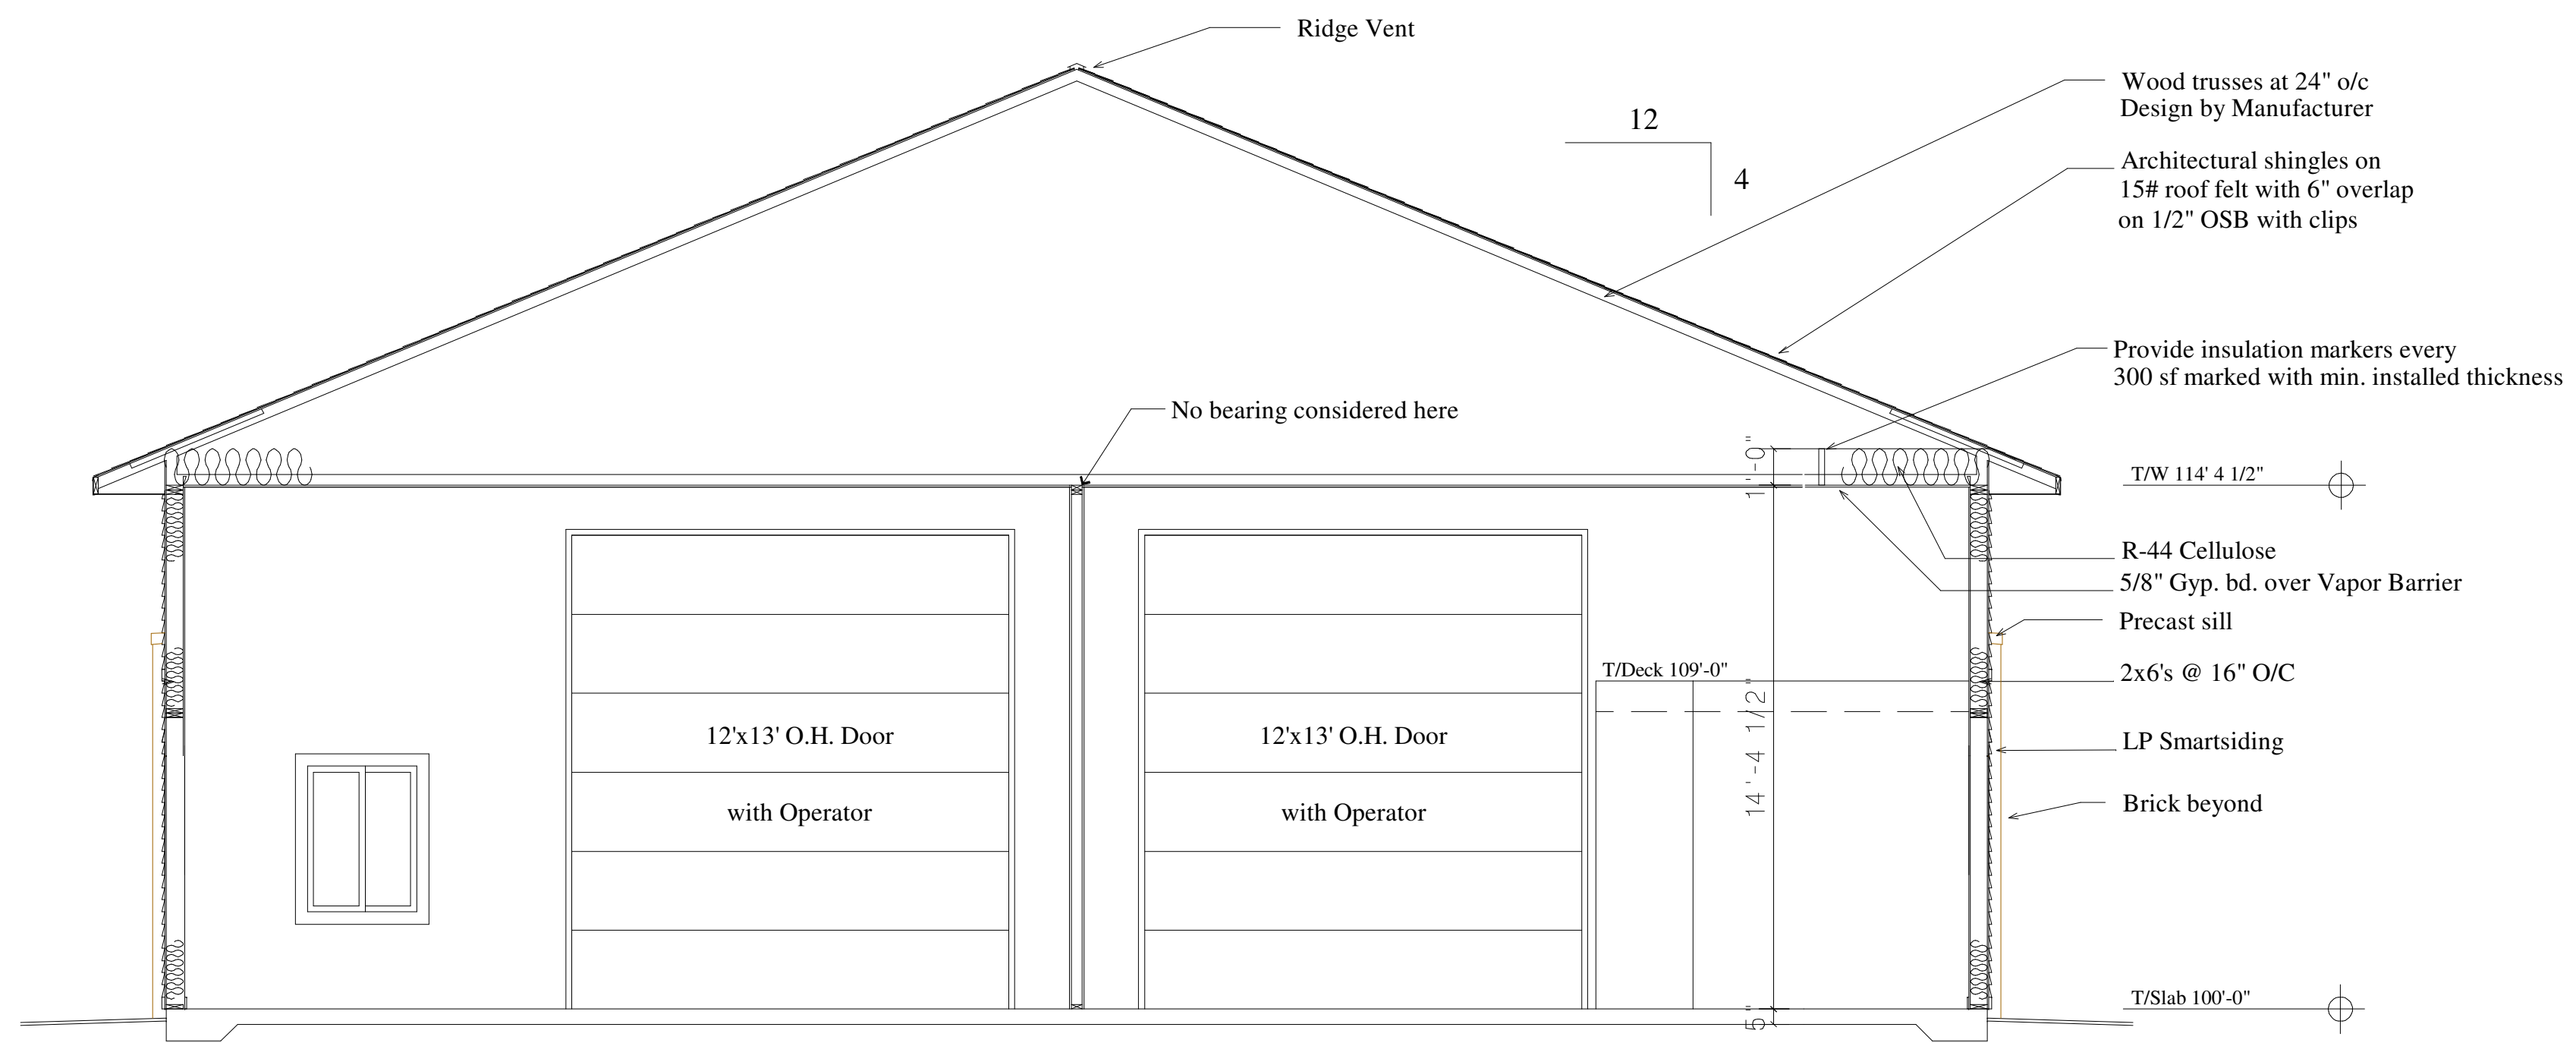 Ridge Vent
Wood trusses at 24" o/c
Design by Manufacturer
12
4
Architectural shingles on
15# roof felt with 6" overlap
on 1/2" OSB with clips
Provide insulation markers every
300 sf marked with min. installed thickness
No bearing considered here
1'-0"
T/W 114' 4 1/2"
R-44 Cellulose
5/8" Gyp. bd. over Vapor Barrier
Precast sill
T/Deck 109'-0"
2x6's @ 16" O/C
14'-4 1/2"
12'x13' O.H. Door
with Operator
12'x13' O.H. Door
with Operator
LP Smartsiding
Brick beyond
T/Slab 100'-0"
5"